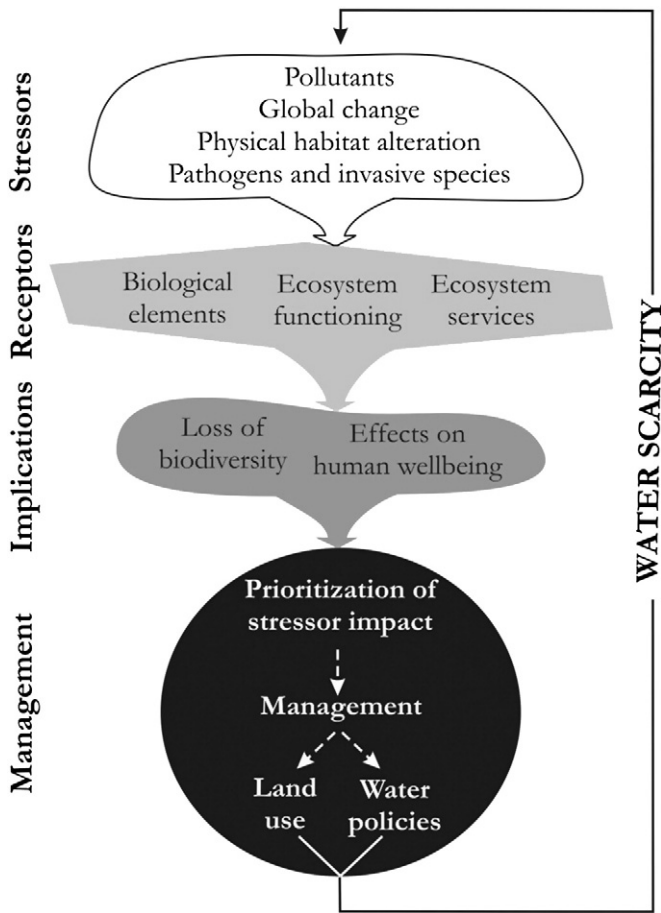 Stressors
Pollutants
Global change
Physical habitat alteration
Pathogens and invasive species
Receptors
Biological
elements
Ecosystem
functioning
Ecosystem
services
Implications
Loss of
biodiversity
Effects on
human wellbeing
Management
Prioritization of
stressor impact
Management
Land
use
Water
policies
WATER SCARCITY